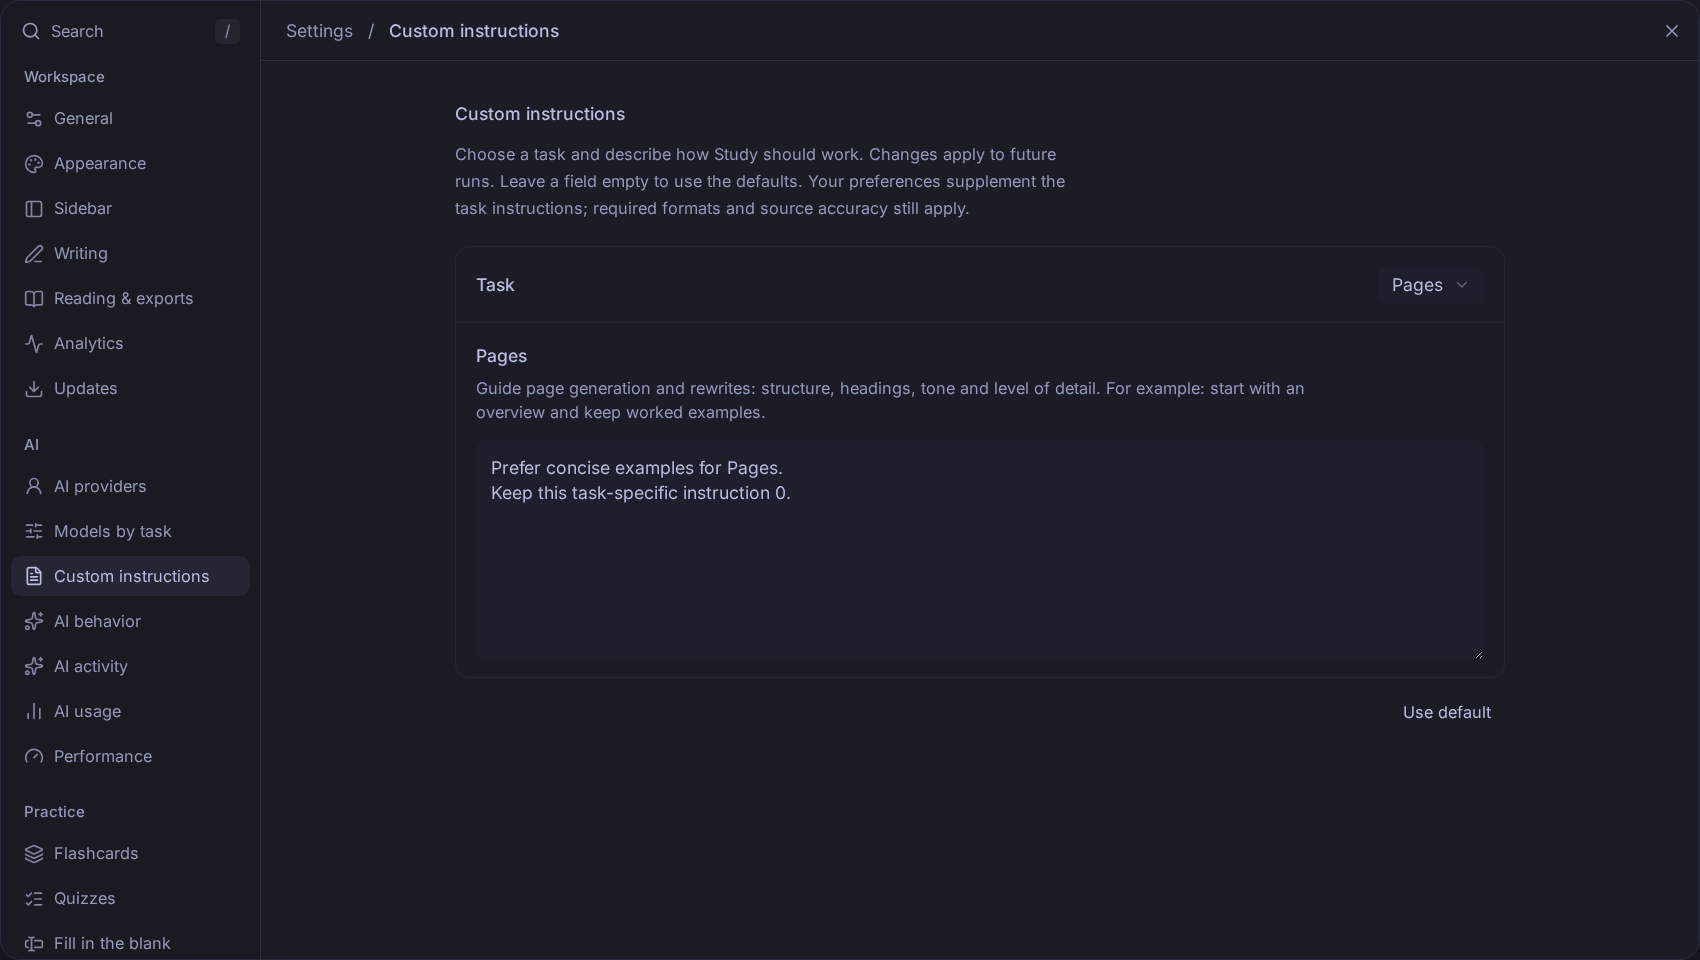 Search
/
Workspace
General
Appearance
Sidebar
Writing
Reading & exports
Analytics
Updates
AI
AI providers
Models by task
Custom instructions
AI behavior
AI activity
AI usage
Performance
Practice
Flashcards
Quizzes
Fill in the blank
Settings / Custom instructions
Custom instructions
Choose a task and describe how Study should work. Changes apply to future
runs. Leave a field empty to use the defaults. Your preferences supplement the
task instructions; required formats and source accuracy still apply.
Task
Pages
Pages
Guide page generation and rewrites: structure, headings, tone and level of detail. For example: start with an
overview and keep worked examples.
Prefer concise examples for Pages.
Keep this task-specific instruction 0.
Use default